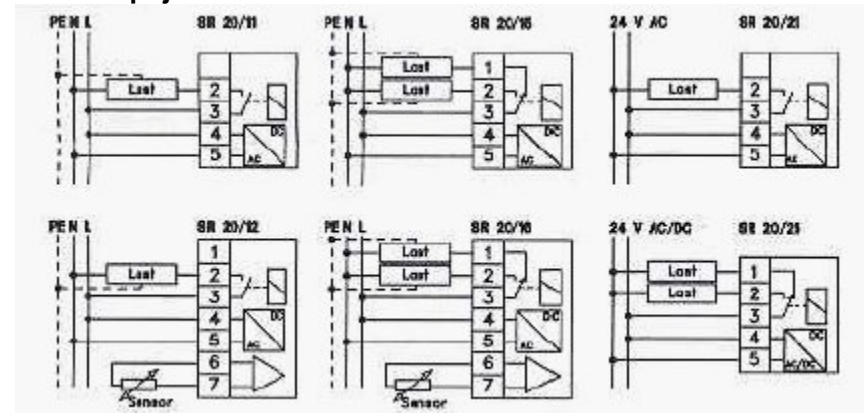 PE N L SR 20/11
Last
2
3
4
5
DC
AC
PE N L SR 20/16
Last
Last
1
2
3
4
5
DC
AC
24 V AC SR 20/21
Last
2
3
4
5
DC
AC
PE N L SR 20/12
Last
1
2
3
4
5
6
7
DC
AC
Sensor
PE N L SR 20/16
Last
Last
1
2
3
4
5
6
7
DC
AC
Sensor
24 V AC/DC SR 20/25
Last
Last
1
2
3
4
5
DC
AC/DC